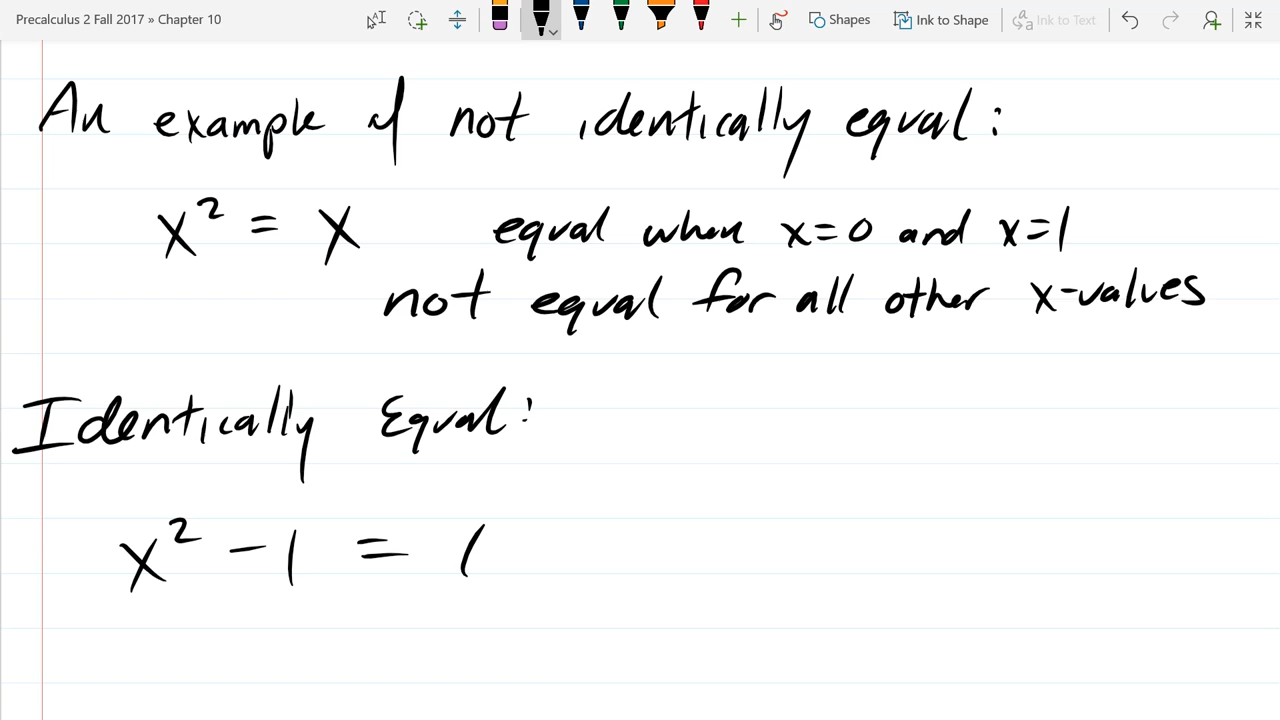 Precalculus 2 Fall 2017 » Chapter 10
Shapes
Ink to Shape
Ink to Text
An example of not identically equal:
x² = x equal when x=0 and x=1
not equal for all other x-values
Identically Equal:
x² - 1 = (